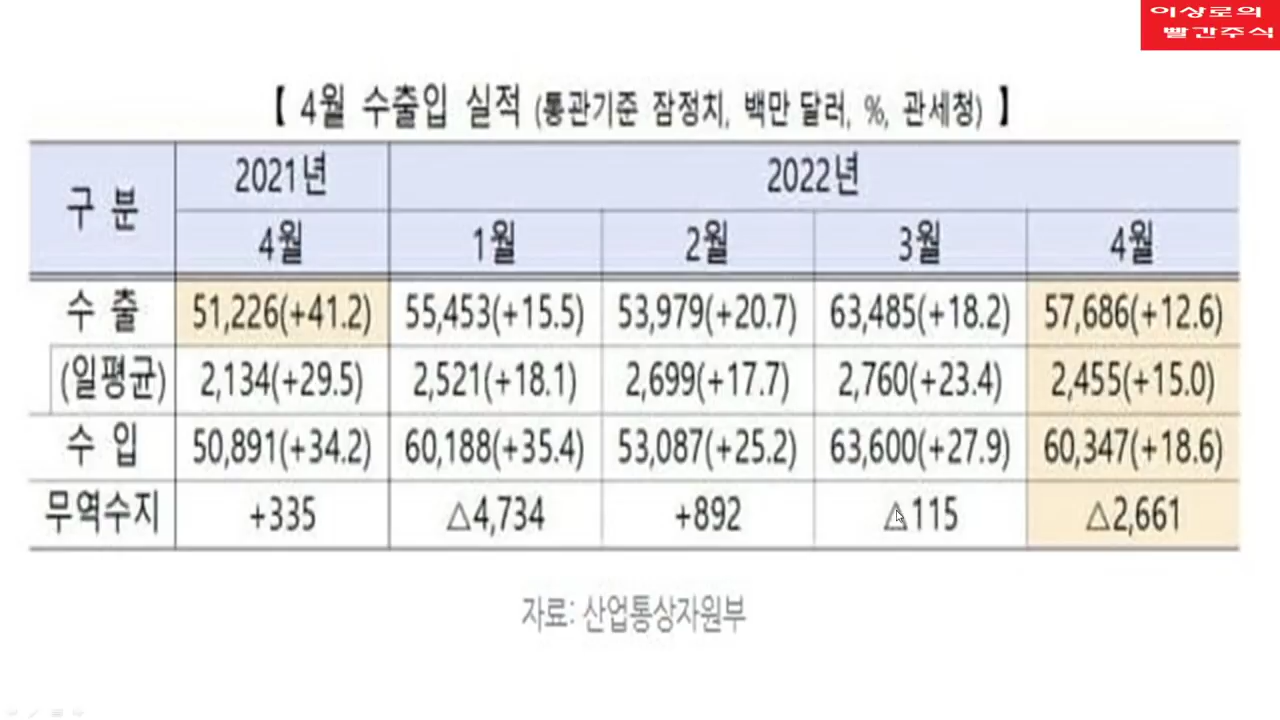 이상로의
빨간주식
【 4월 수출입 실적 (통관기준 잠정치, 백만 달러, %, 관세청) 】
구 분 2021년 2022년
4월 1월 2월 3월 4월
수 출 51,226(+41.2) 55,453(+15.5) 53,979(+20.7) 63,485(+18.2) 57,686(+12.6)
(일평균) 2,134(+29.5) 2,521(+18.1) 2,699(+17.7) 2,760(+23.4) 2,455(+15.0)
수 입 50,891(+34.2) 60,188(+35.4) 53,087(+25.2) 63,600(+27.9) 60,347(+18.6)
무역수지 +335 △4,734 +892 △115 △2,661
자료: 산업통상자원부